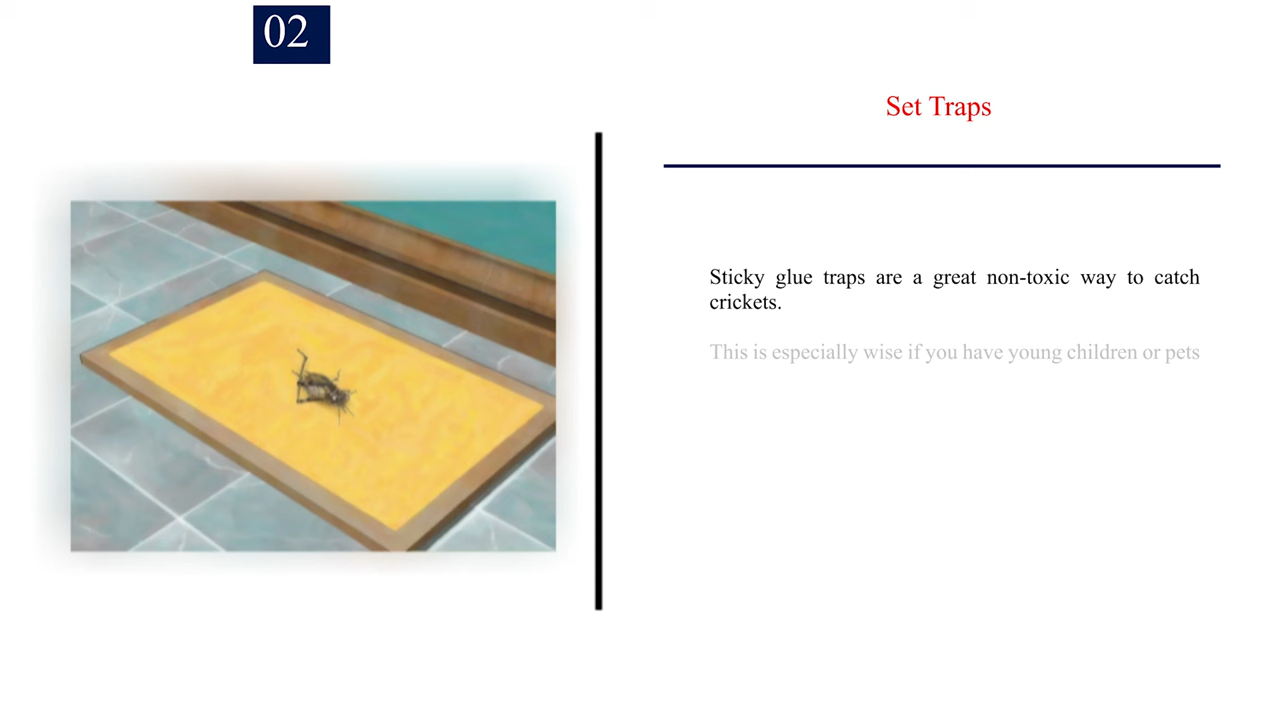 02
Set Traps
Sticky glue traps are a great non-toxic way to catch
crickets.
This is especially wise if you have young children or pets